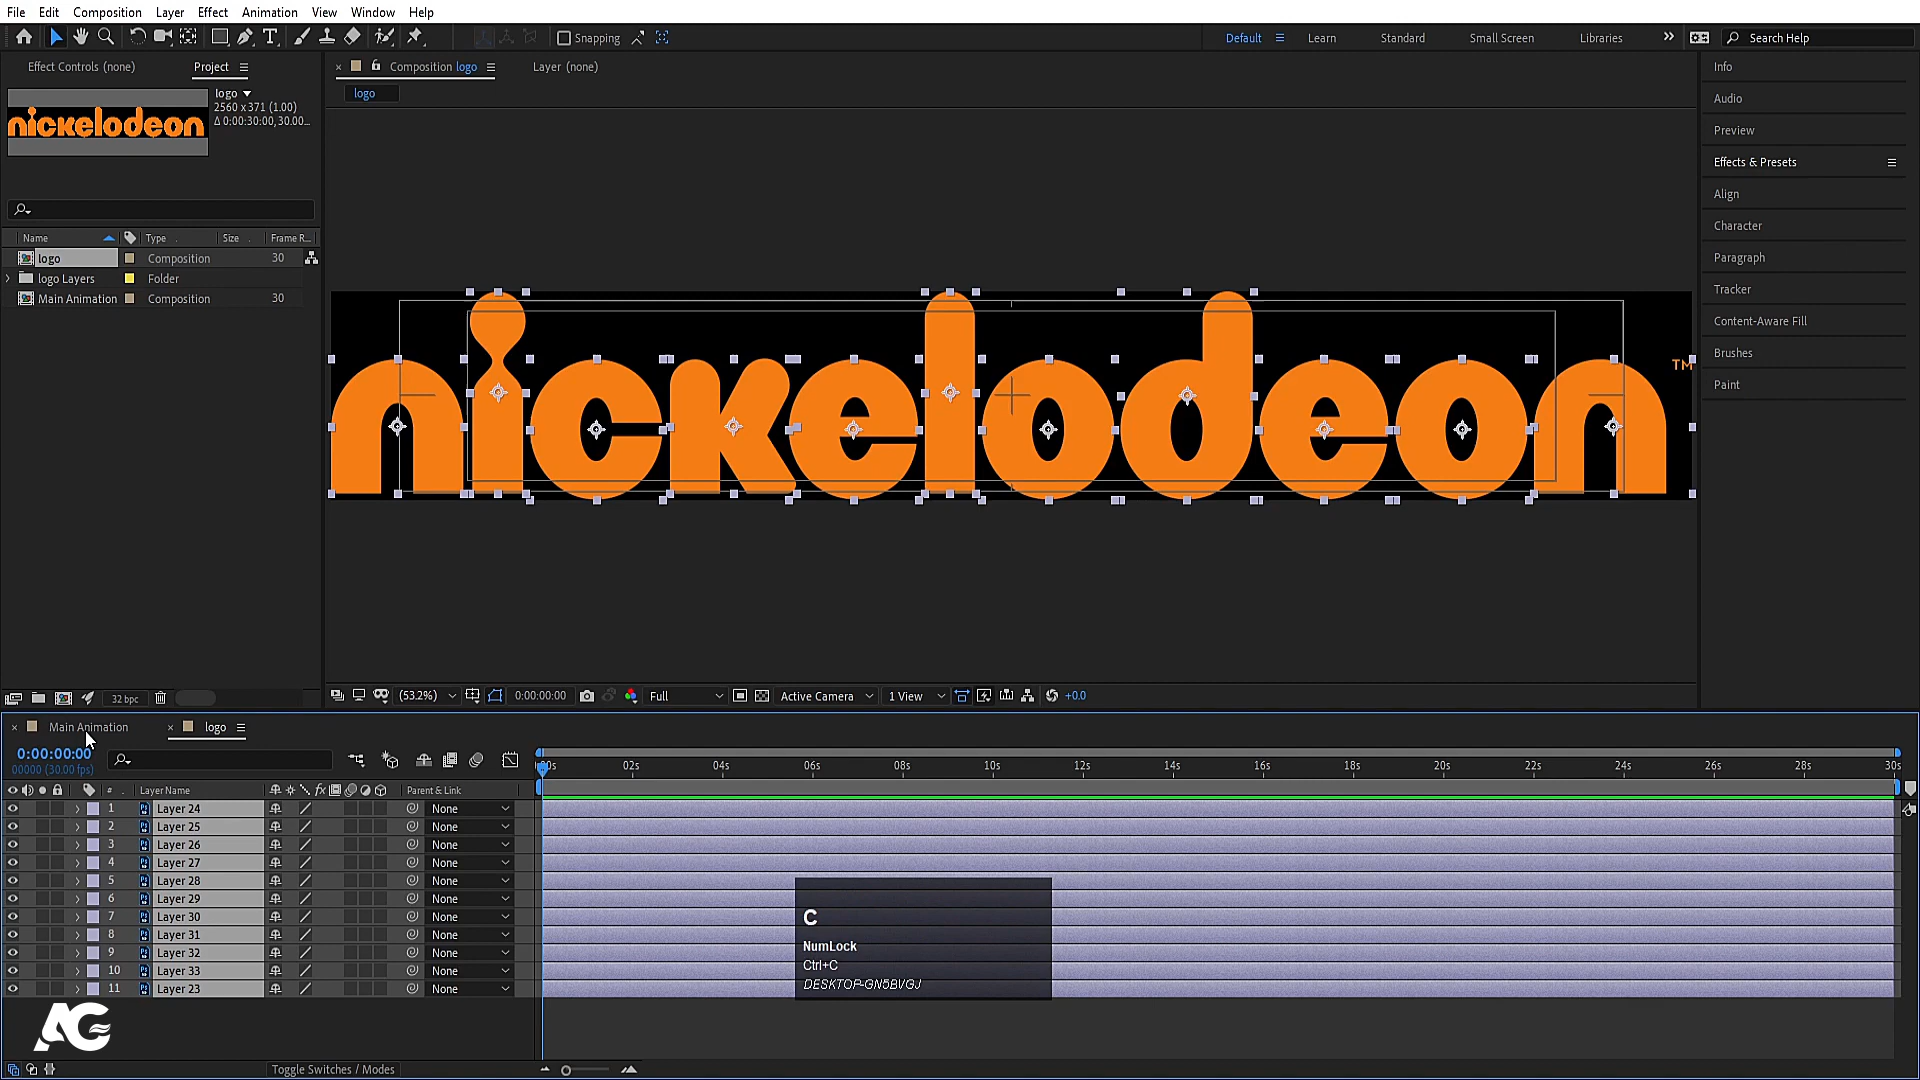 File Edit Composition Layer Effect Animation View Window Help
Snapping
Default Learn Standard Small Screen Libraries Search Help
Effect Controls (none) Project
Composition logo Layer (none)
logo
logo
2560 x 371 (1.00)
Δ 0:00:30:00, 30.00...
nickelodeon
Name Type Size Frame R...
logo Composition 30
logo Layers Folder
Main Animation Composition 30
nickelodeon TM
Info
Audio
Preview
Effects & Presets
Align
Character
Paragraph
Tracker
Content-Aware Fill
Brushes
Paint
32 bpc
(53.2%) 0:00:00:00 Full Active Camera 1 View +0.0
Main Animation logo
0:00:00:00
00000 (30.00 fps)
00s 02s 04s 06s 08s 10s 12s 14s 16s 18s 20s 22s 24s 26s 28s 30s
# Layer Name fx Parent & Link
1 Layer 24 None
2 Layer 25 None
3 Layer 26 None
4 Layer 27 None
5 Layer 28 None
6 Layer 29 None
7 Layer 30 None
8 Layer 31 None
9 Layer 32 None
10 Layer 33 None
11 Layer 23 None
C
NumLock
Ctrl+C
DESKTOP-GN5BVGJ
AG
Toggle Switches / Modes